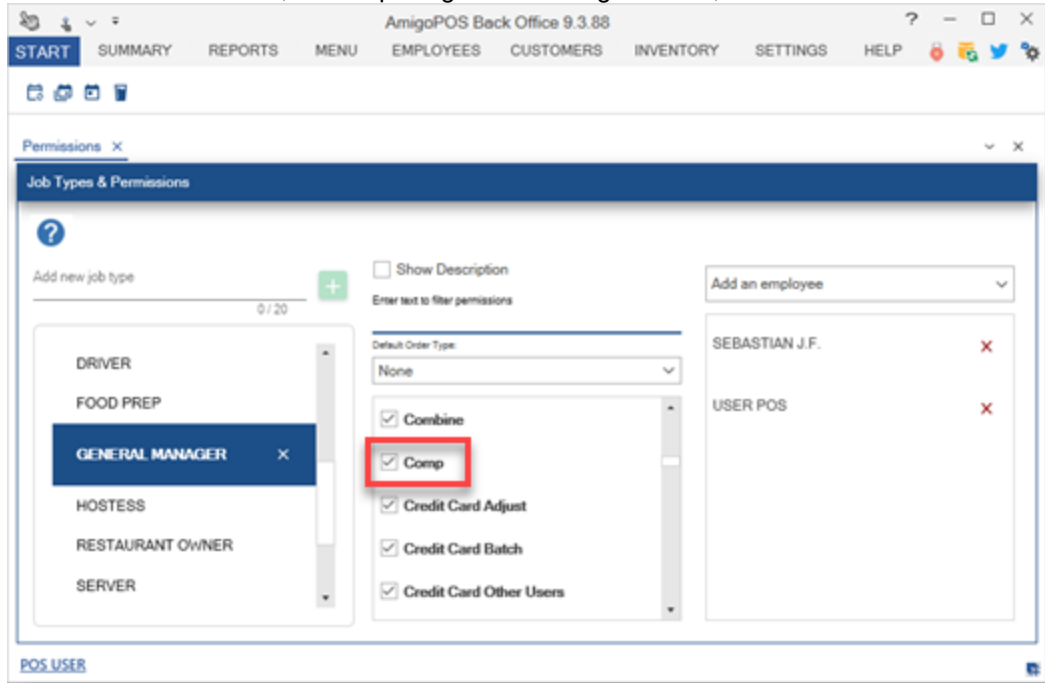 AmigoPOS Back Office 9.3.88
START SUMMARY REPORTS MENU EMPLOYEES CUSTOMERS INVENTORY SETTINGS HELP
Permissions
Job Types & Permissions
Add new job type
0 / 20
Show Description
Enter text to filter permissions
Default Order Type:
None
Add an employee
DRIVER
FOOD PREP
GENERAL MANAGER
HOSTESS
RESTAURANT OWNER
SERVER
Combine
Comp
Credit Card Adjust
Credit Card Batch
Credit Card Other Users
SEBASTIAN J.F.
USER POS
POS USER